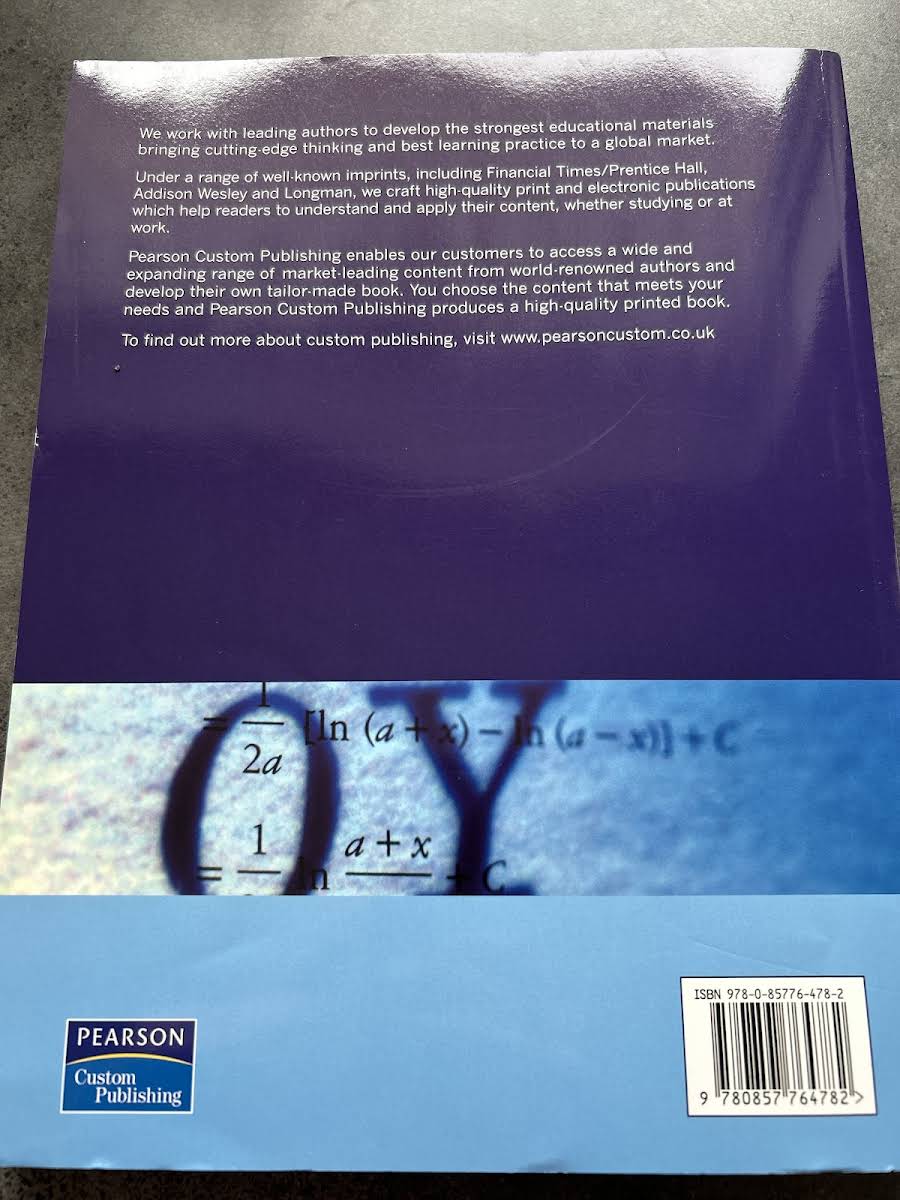 We work with leading authors to develop the strongest educational materials
bringing cutting-edge thinking and best learning practice to a global market.
Under a range of well-known imprints, including Financial Times/Prentice Hall,
Addison Wesley and Longman, we craft high-quality print and electronic publications
which help readers to understand and apply their content, whether studying or at
work.
Pearson Custom Publishing enables our customers to access a wide and
expanding range of market-leading content from world-renowned authors and
develop their own tailor-made book. You choose the content that meets your
needs and Pearson Custom Publishing produces a high-quality printed book.
To find out more about custom publishing, visit www.pearsoncustom.co.uk
= 1/2a [ln (a + x) − ln (a − x)] + C
OY
= 1 ln a + x + C
ISBN 978-0-85776-478-2
9 780857 764782 >
PEARSON
Custom
Publishing